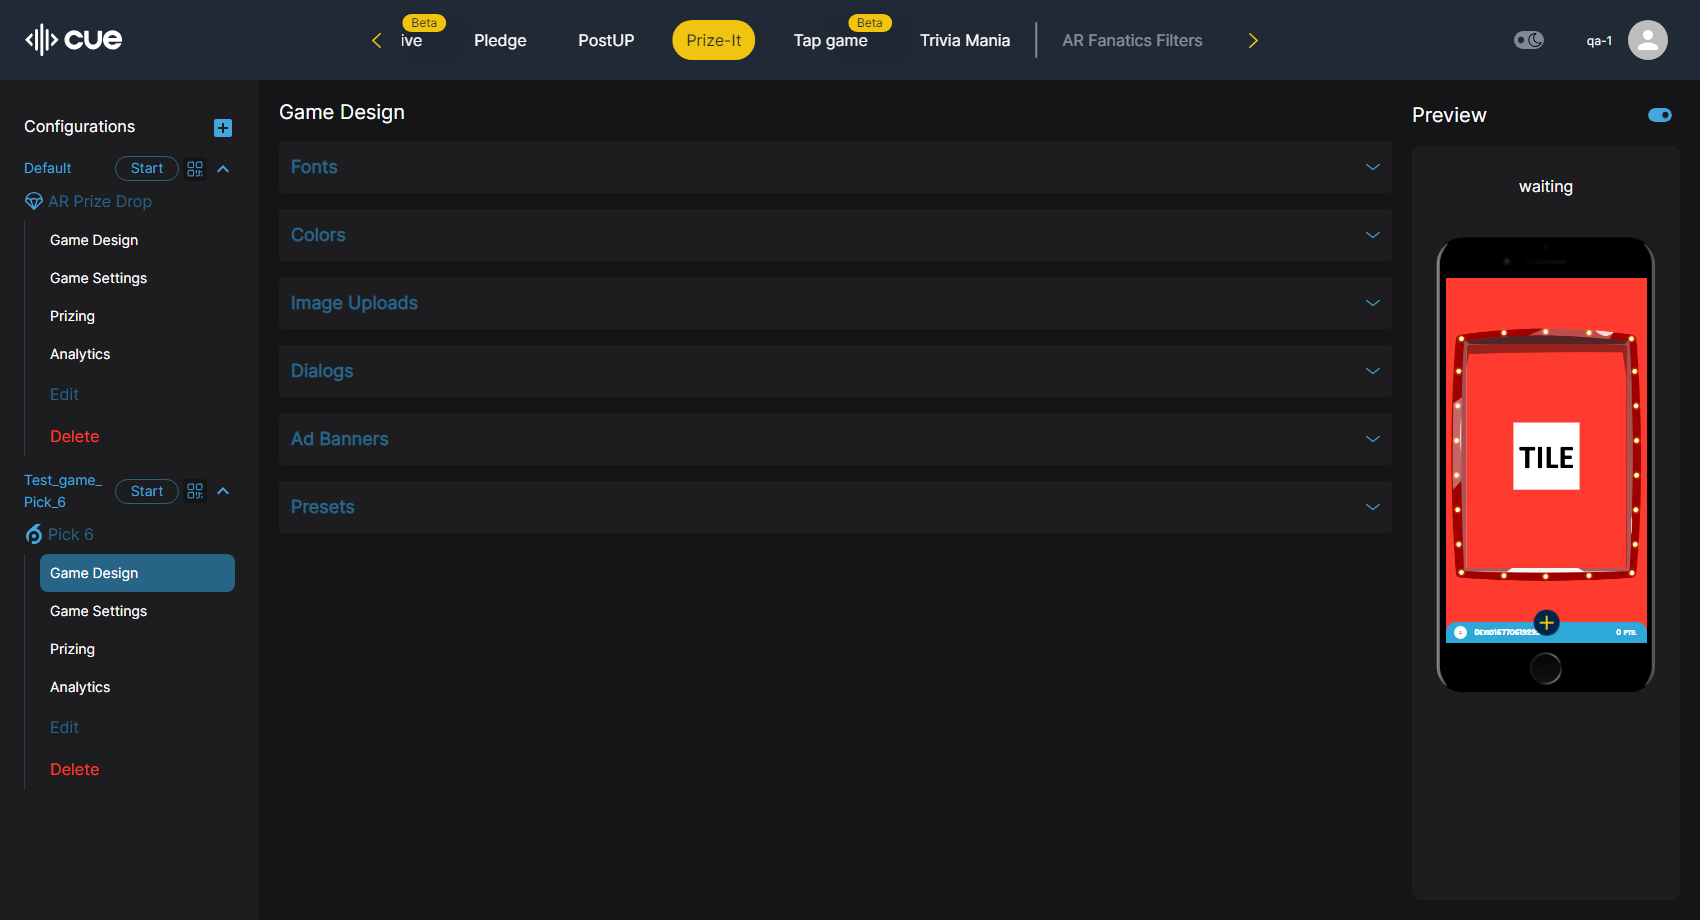 cue
Beta
ive
Pledge
PostUP
Prize-It
Beta
Tap game
Trivia Mania
AR Fanatics Filters
qa-1
Configurations
Default
Start
AR Prize Drop
Game Design
Game Settings
Prizing
Analytics
Edit
Delete
Test_game_
Pick_6
Start
Pick 6
Game Design
Game Settings
Prizing
Analytics
Edit
Delete
Game Design
Fonts
Colors
Image Uploads
Dialogs
Ad Banners
Presets
Preview
waiting
TILE
0 PTS.